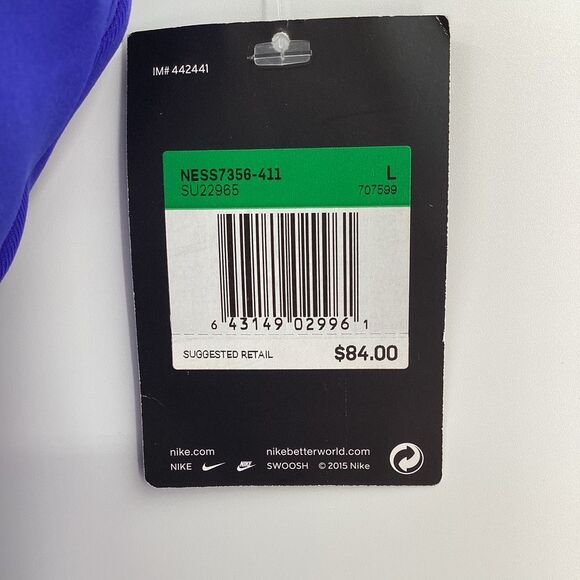 IM# 442441
NESS7356-411 L
SU22965 707599
6 43149 02996 1
SUGGESTED RETAIL $84.00
nike.com nikebetterworld.com
NIKE NIKE SWOOSH © 2015 Nike